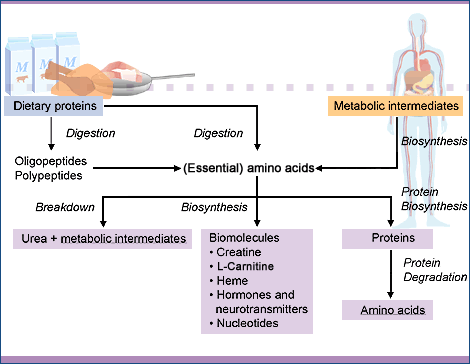 M
M
M
Dietary proteins
Metabolic intermediates
Digestion
Digestion
Biosynthesis
Oligopeptides
Polypeptides
(Essential) amino acids
Breakdown
Biosynthesis
Protein
Biosynthesis
Urea + metabolic intermediates
Biomolecules
• Creatine
• L-Carnitine
• Heme
• Hormones and
neurotransmitters
• Nucleotides
Proteins
Protein
Degradation
Amino acids